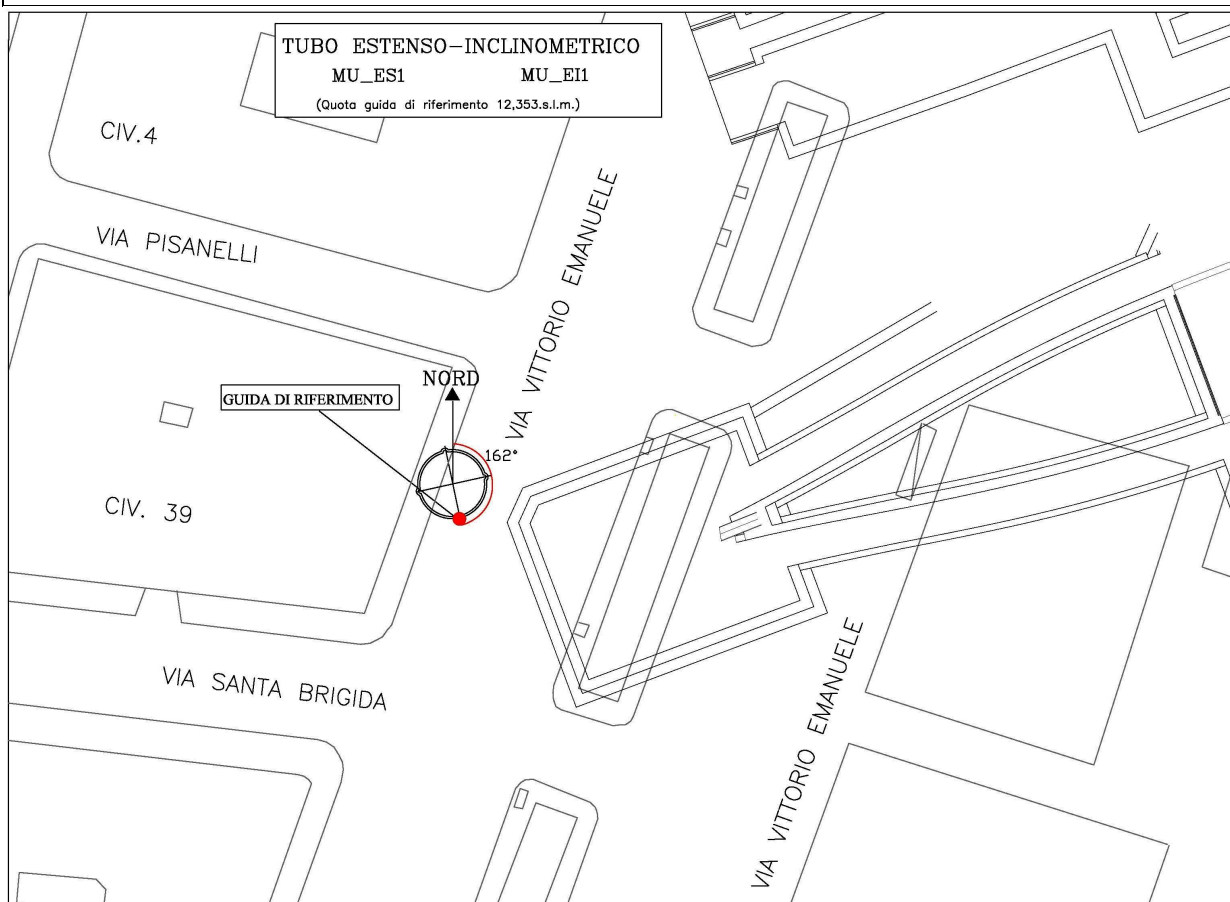 TUBO ESTENSO-INCLINOMETRICO
MU_ES1 MU_EI1
(Quota guida di riferimento 12,353.s.l.m.)
CIV.4
VIA PISANELLI
VIA VITTORIO EMANUELE
NORD
GUIDA DI RIFERIMENTO
162°
CIV. 39
VIA SANTA BRIGIDA
VIA VITTORIO EMANUELE